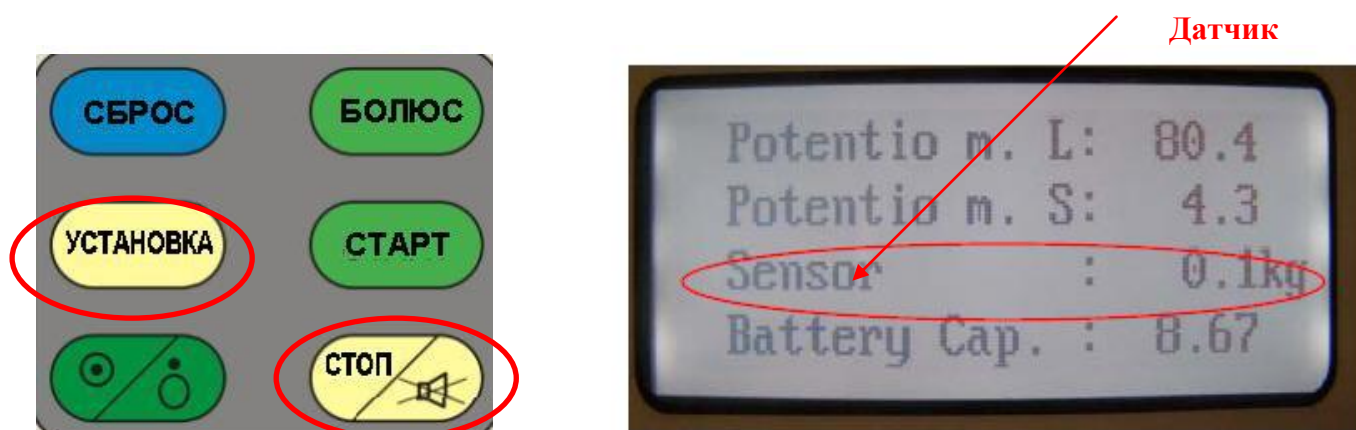 Датчик
СБРОС
БОЛЮС
УСТАНОВКА
СТАРТ
СТОП
Potentio m. L: 80.4
Potentio m. S: 4.3
Sensor : 0.1kg
Battery Cap. : 8.67